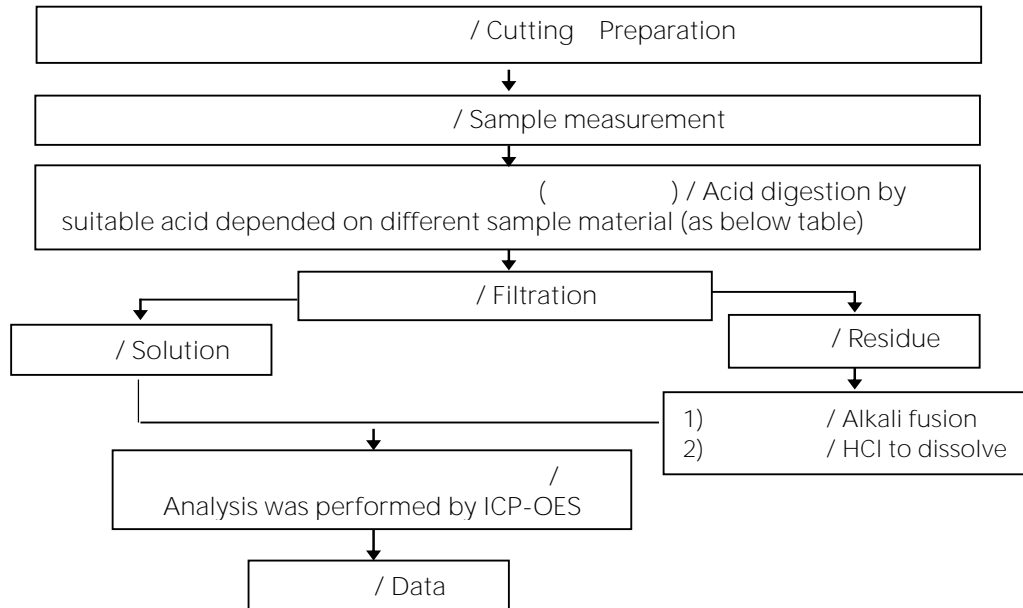 / Cutting Preparation
/ Sample measurement
( ) / Acid digestion by
suitable acid depended on different sample material (as below table)
/ Filtration
/ Solution
/ Residue
1) / Alkali fusion
2) / HCl to dissolve
/
Analysis was performed by ICP-OES
/ Data